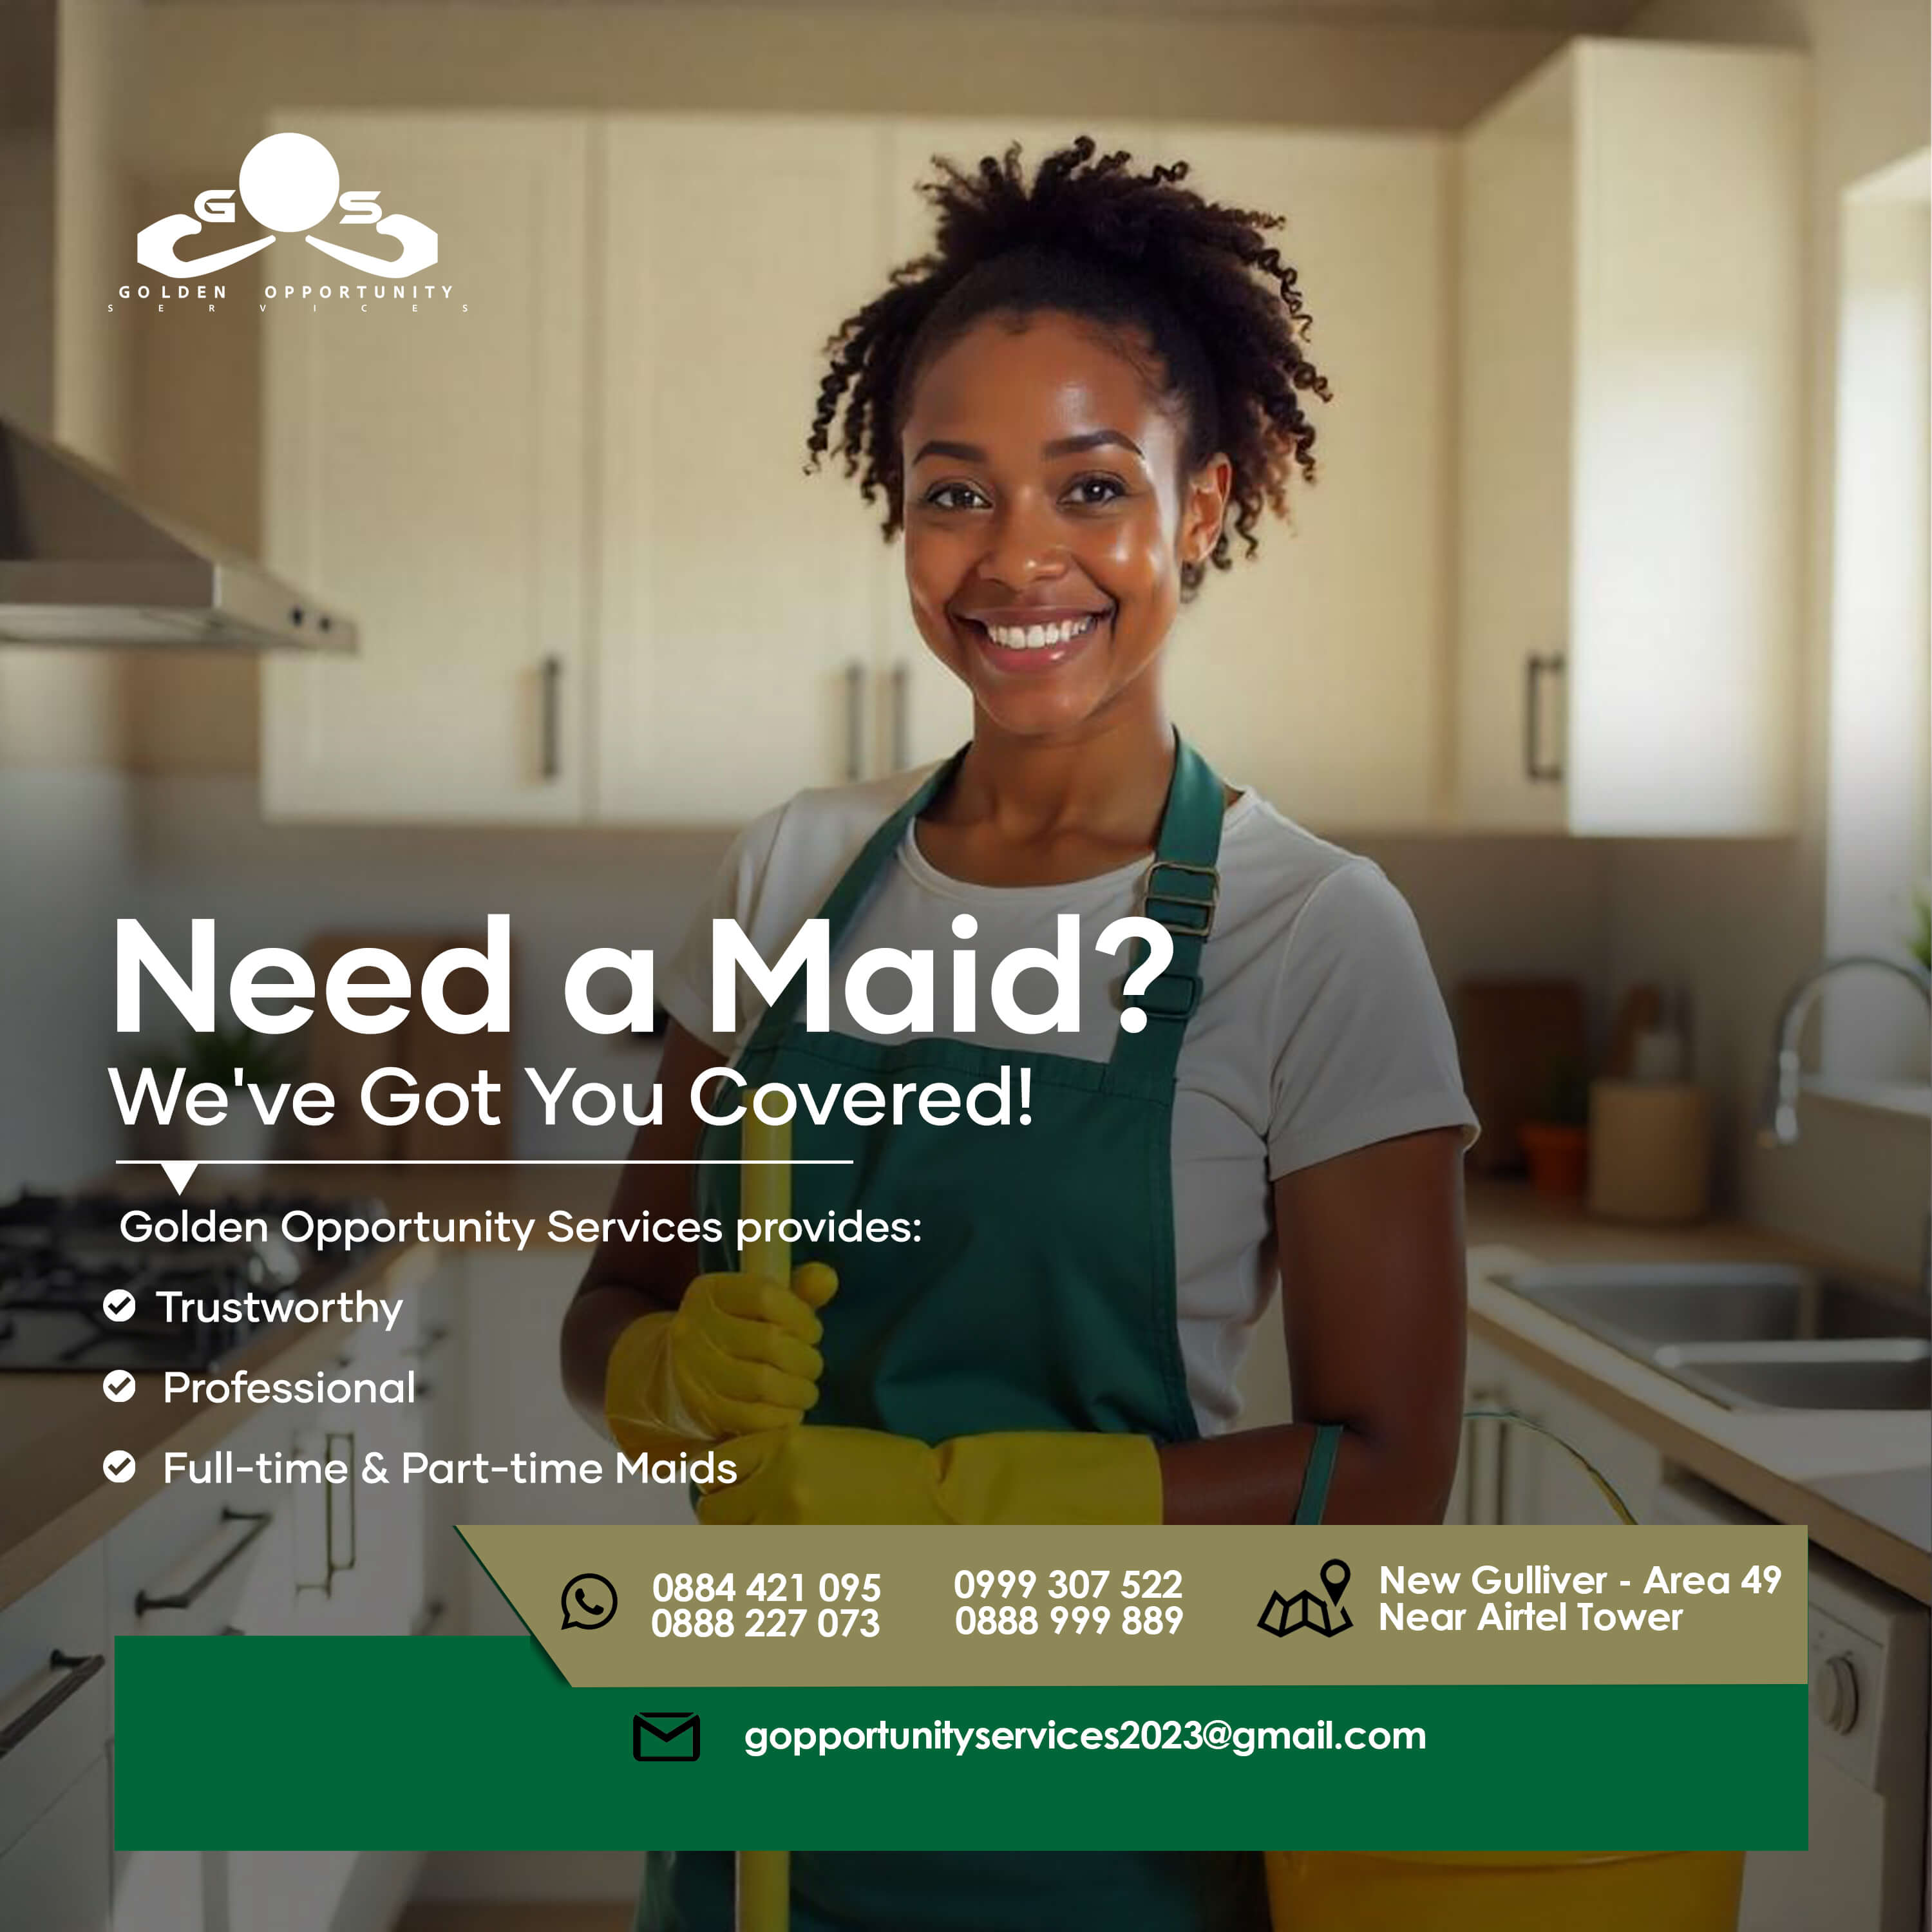 G S
GOLDEN OPPORTUNITY
SERVICES
Need a Maid?
We've Got You Covered!
Golden Opportunity Services provides:
Trustworthy
Professional
Full-time & Part-time Maids
0884 421 095
0888 227 073
0999 307 522
0888 999 889
New Gulliver - Area 49
Near Airtel Tower
gopportunityservices2023@gmail.com